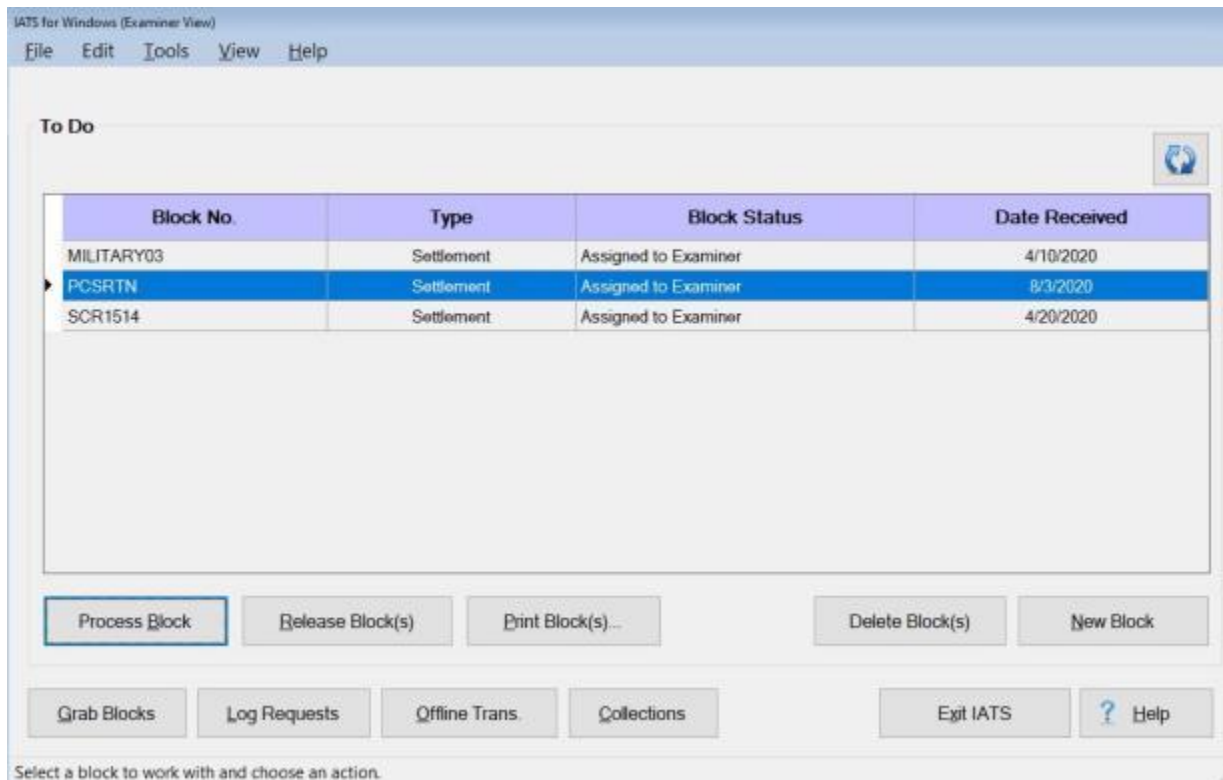 IATS for Windows (Examiner View)
File Edit Tools View Help
To Do
Block No. Type Block Status Date Received
MILITARY03 Settlement Assigned to Examiner 4/10/2020
PCSRTN Settlement Assigned to Examiner 8/3/2020
SCR1514 Settlement Assigned to Examiner 4/20/2020
Process Block Release Block(s) Print Block(s)... Delete Block(s) New Block
Grab Blocks Log Requests Offline Trans. Collections Exit IATS ? Help
Select a block to work with and choose an action.